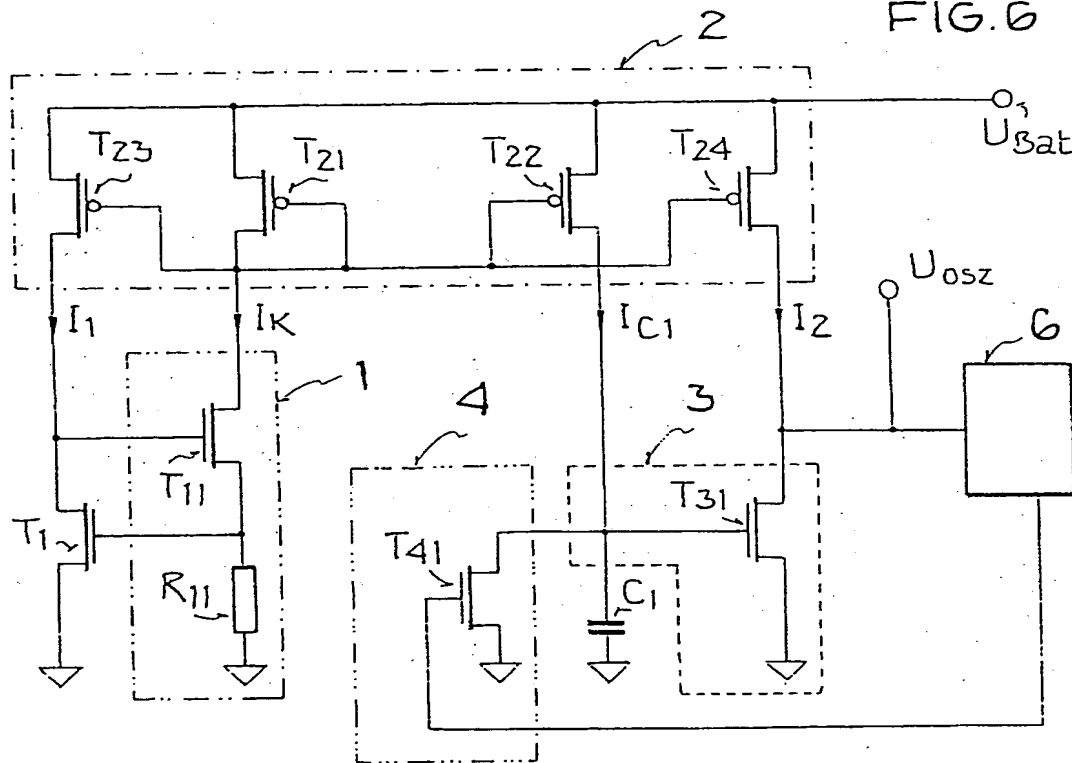 FIG. 6
2
T23
T21
T22
T24
UBat
Uosz
I1
IK
IC1
I2
6
1
4
3
T11
T31
T1
T41
R11
C1